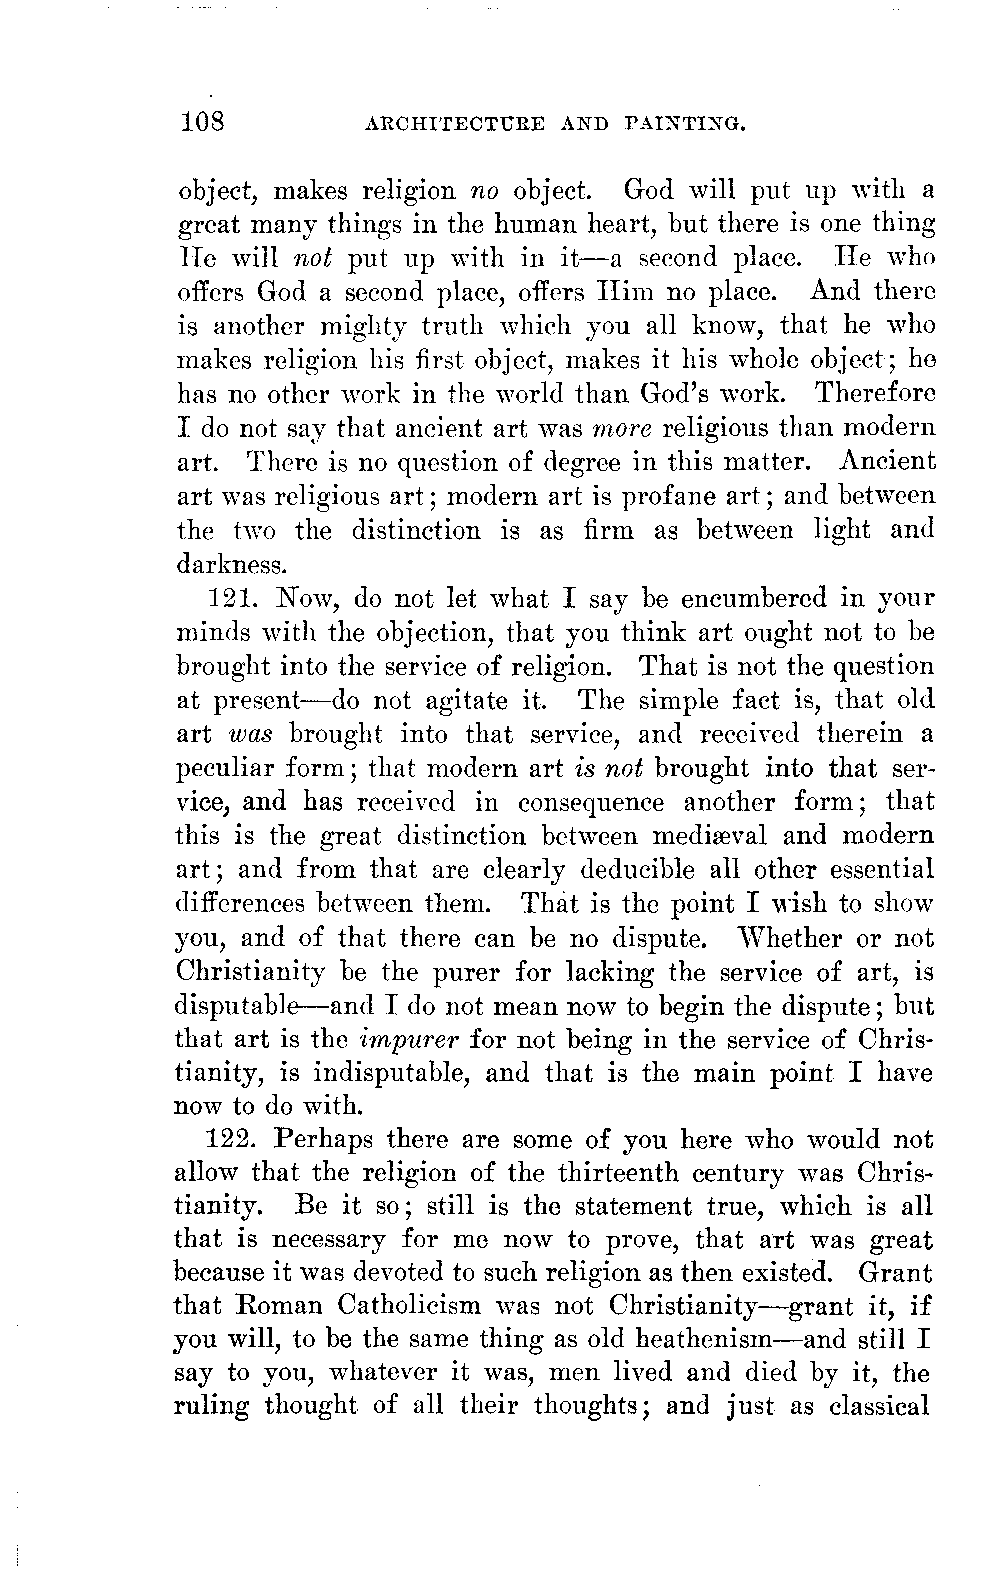 108 ARCHITECTURE AND PAINTING.
object, makes religion no object. God will put up with a
great many things in the human heart, but there is one thing
He will not put up with in it—a second place. He who
offers God a second place, offers Him no place. And there
is another mighty truth which you all know, that he who
makes religion his first object, makes it his whole object; he
has no other work in the world than God's work. Therefore
I do not say that ancient art was more religious than modern
art. There is no question of degree in this matter. Ancient
art was religious art; modern art is profane art; and between
the two the distinction is as firm as between light and
darkness.
121. Now, do not let what I say be encumbered in your
minds with the objection, that you think art ought not to be
brought into the service of religion. That is not the question
at present—do not agitate it. The simple fact is, that old
art was brought into that service, and received therein a
peculiar form; that modern art is not brought into that ser-
vice, and has received in consequence another form; that
this is the great distinction between mediæval and modern
art; and from that are clearly deducible all other essential
differences between them. That is the point I wish to show
you, and of that there can be no dispute. Whether or not
Christianity be the purer for lacking the service of art, is
disputable—and I do not mean now to begin the dispute; but
that art is the impurer for not being in the service of Chris-
tianity, is indisputable, and that is the main point I have
now to do with.
122. Perhaps there are some of you here who would not
allow that the religion of the thirteenth century was Chris-
tianity. Be it so; still is the statement true, which is all
that is necessary for me now to prove, that art was great
because it was devoted to such religion as then existed. Grant
that Roman Catholicism was not Christianity—grant it, if
you will, to be the same thing as old heathenism—and still I
say to you, whatever it was, men lived and died by it, the
ruling thought of all their thoughts; and just as classical